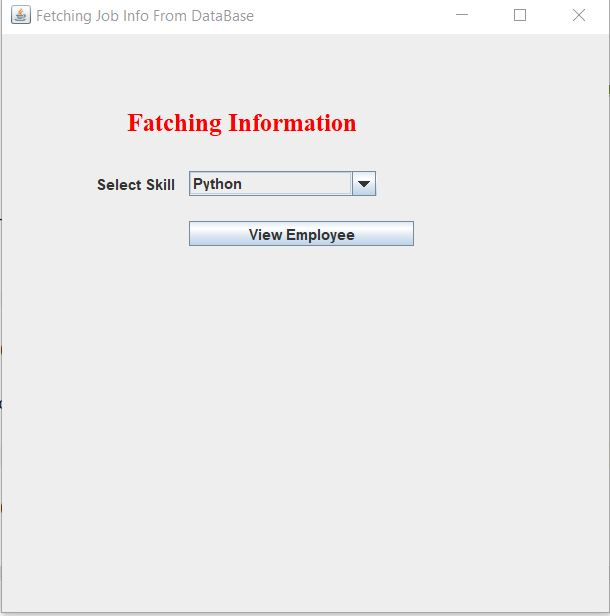 Fetching Job Info From DataBase
Fatching Information
Select Skill Python
View Employee